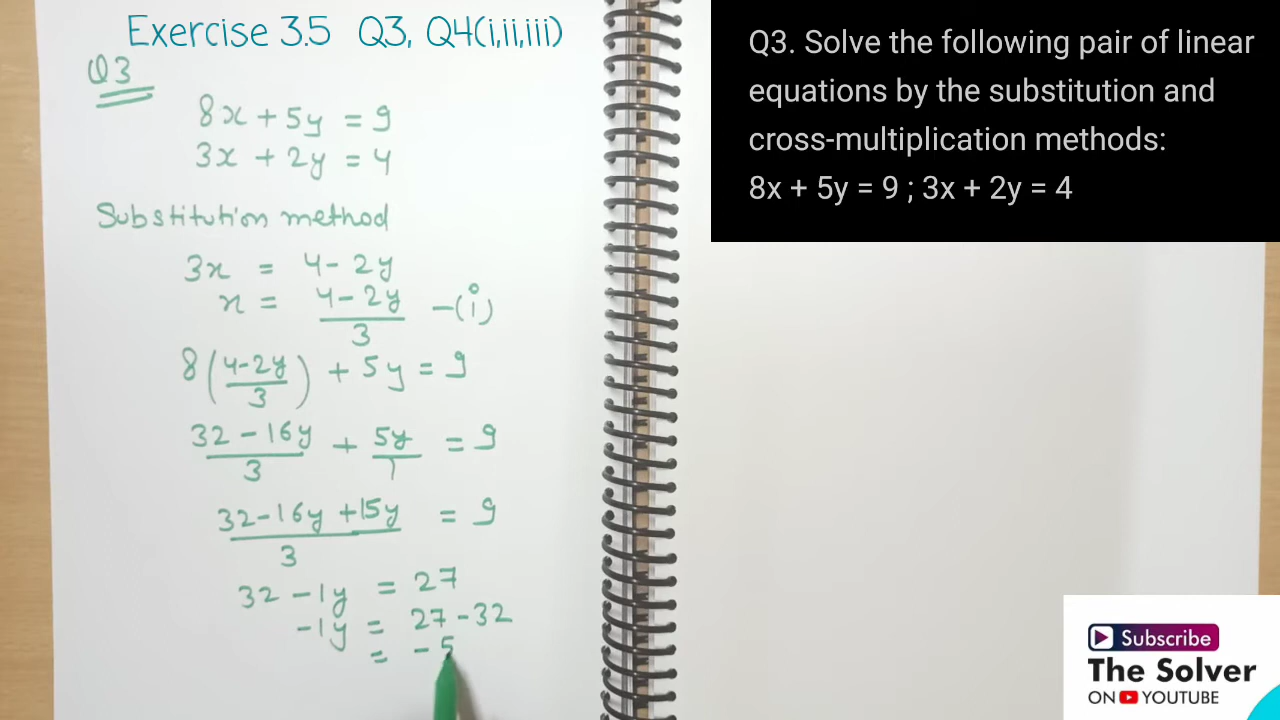 Exercise 3.5 Q3, Q4(i,ii,iii)
Q3
8x + 5y = 9
3x + 2y = 4
Substitution method
3x = 4 - 2y
x = 4 - 2y / 3 -(i)
8(4-2y / 3) + 5y = 9
32 - 16y / 3 + 5y / 1 = 9
32 - 16y + 15y / 3 = 9
32 - 1y = 27
-1y = 27 - 32
= - 5
Q3. Solve the following pair of linear
equations by the substitution and
cross-multiplication methods:
8x + 5y = 9 ; 3x + 2y = 4
Subscribe
The Solver
ON YOUTUBE